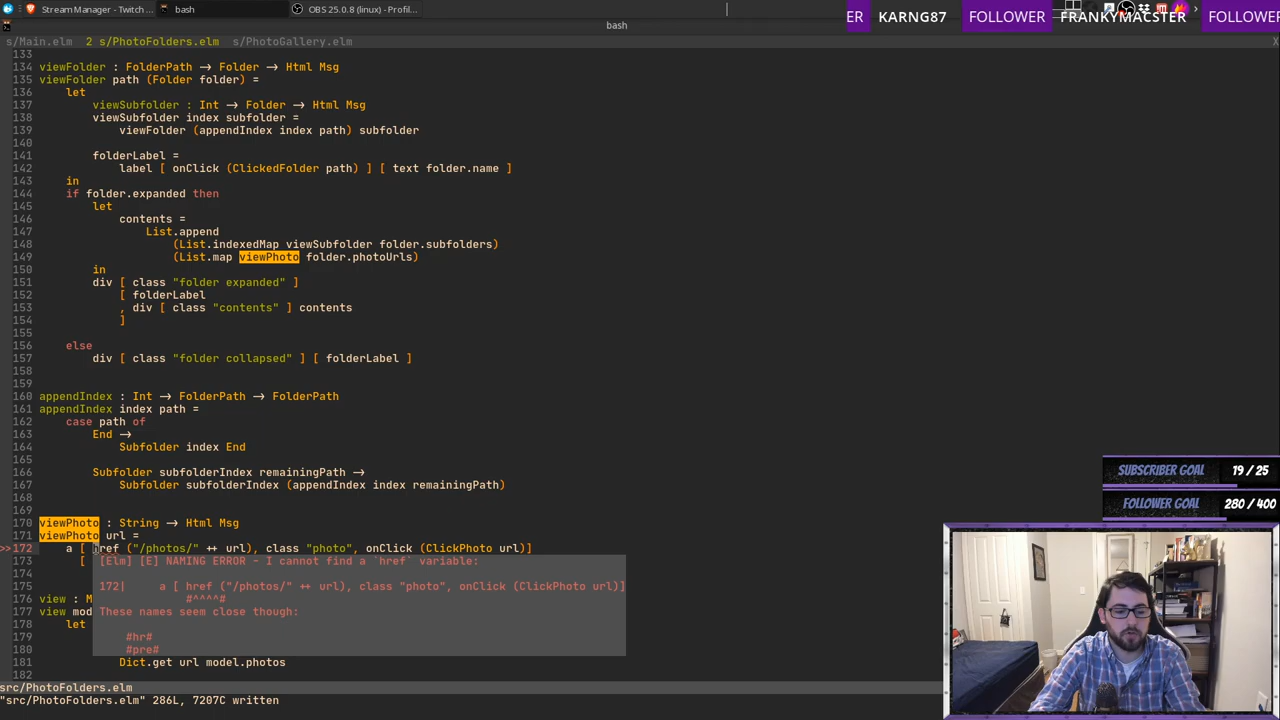 Stream Manager - Twitch ... bash OBS 25.0.8 (linux) - Profil...
bash
ER KARNG87 FOLLOWER FRANKYMACSTER FOLLOWER
s/Main.elm 2 s/PhotoFolders.elm s/PhotoGallery.elm X
133
134 viewFolder : FolderPath → Folder → Html Msg
135 viewFolder path (Folder folder) =
136 let
137 viewSubfolder : Int → Folder → Html Msg
138 viewSubfolder index subfolder =
139 viewFolder (appendIndex index path) subfolder
140
141 folderLabel =
142 label [ onClick (ClickedFolder path) ] [ text folder.name ]
143 in
144 if folder.expanded then
145 let
146 contents =
147 List.append
148 (List.indexedMap viewSubfolder folder.subfolders)
149 (List.map viewPhoto folder.photoUrls)
150 in
151 div [ class "folder expanded" ]
152 [ folderLabel
153 , div [ class "contents" ] contents
154 ]
155
156 else
157 div [ class "folder collapsed" ] [ folderLabel ]
158
159
160 appendIndex : Int → FolderPath → FolderPath
161 appendIndex index path =
162 case path of
163 End →
164 Subfolder index End
165
166 Subfolder subfolderIndex remainingPath →
167 Subfolder subfolderIndex (appendIndex index remainingPath)
168
169
170 viewPhoto : String → Html Msg
171 viewPhoto url =
>>172 a [ href ("/photos/" ++ url), class "photo", onClick (ClickPhoto url)]
173 [ [Elm] [E] NAMING ERROR - I cannot find a `href` variable:
174
175 172| a [ href ("/photos/" ++ url), class "photo", onClick (ClickPhoto url)]
176 view : M #^^^^#
177 view mod These names seem close though:
178 let
179 #hr#
180 #pre#
181 Dict.get url model.photos
182
src/PhotoFolders.elm
"src/PhotoFolders.elm" 286L, 7207C written
SUBSCRIBER GOAL 19 / 25
FOLLOWER GOAL 280 / 400